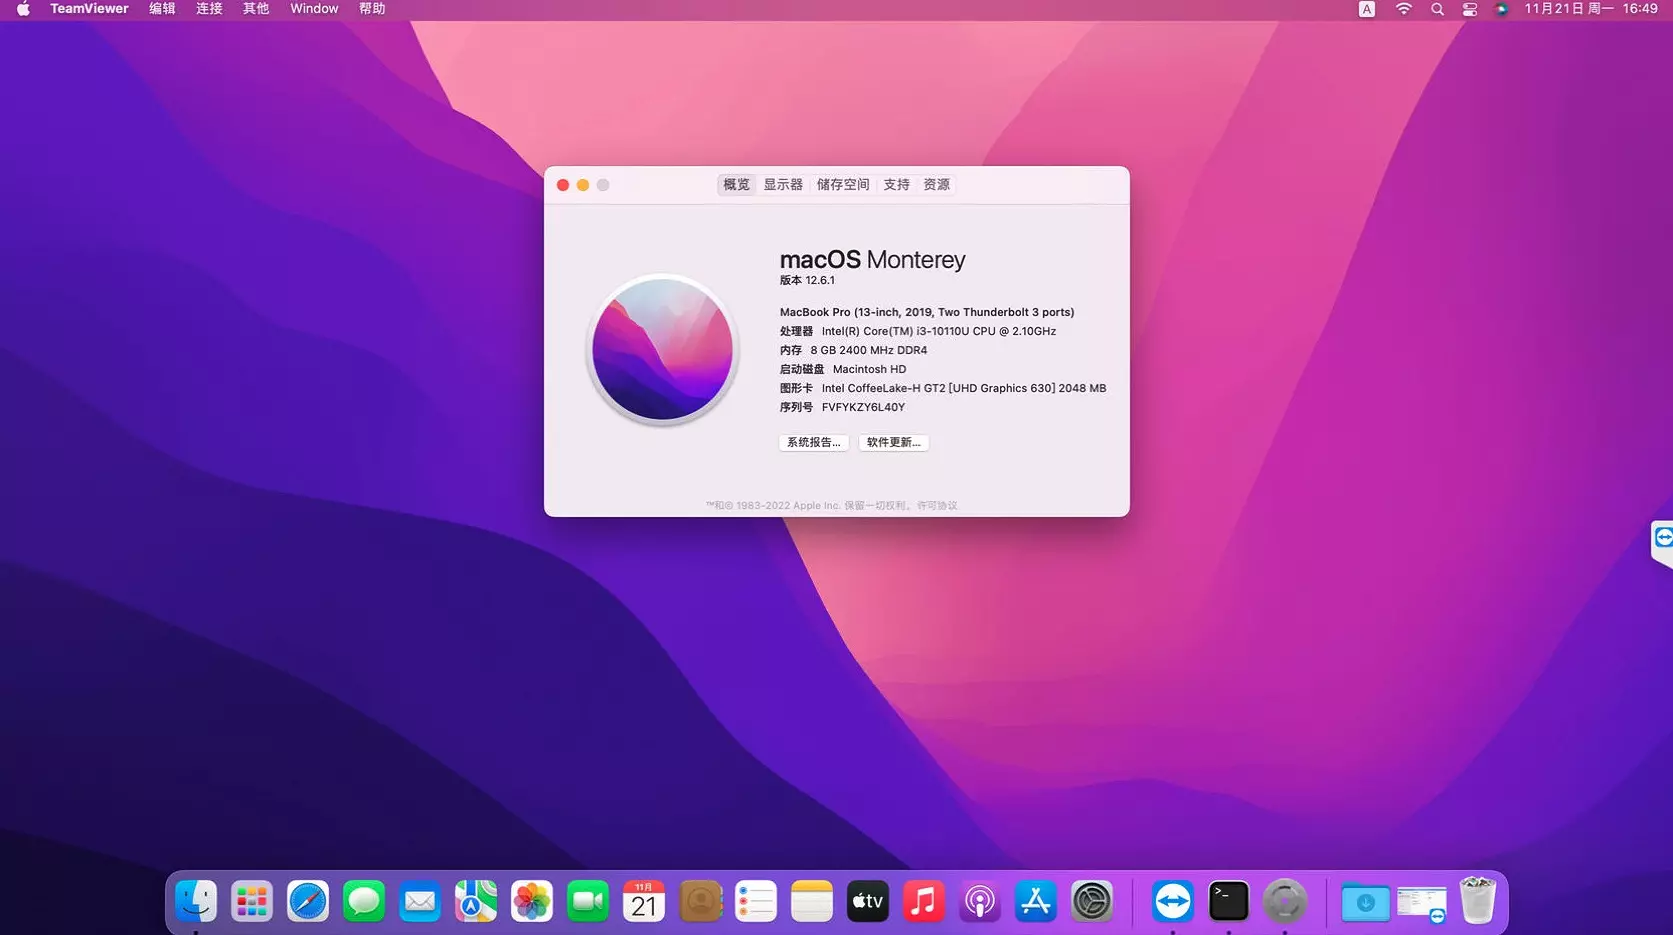 TeamViewer 编辑 连接 其他 Window 帮助 A 11月21日 周一 16:49
概览 显示器 储存空间 支持 资源
macOS Monterey
版本 12.6.1
MacBook Pro (13-inch, 2019, Two Thunderbolt 3 ports)
处理器 Intel(R) Core(TM) i3-10110U CPU @ 2.10GHz
内存 8 GB 2400 MHz DDR4
启动磁盘 Macintosh HD
图形卡 Intel CoffeeLake-H GT2 [UHD Graphics 630] 2048 MB
序列号 FVFYKZY6L40Y
系统报告... 软件更新...
™和© 1983-2022 Apple Inc. 保留一切权利。许可协议
11月
21
tv
>_